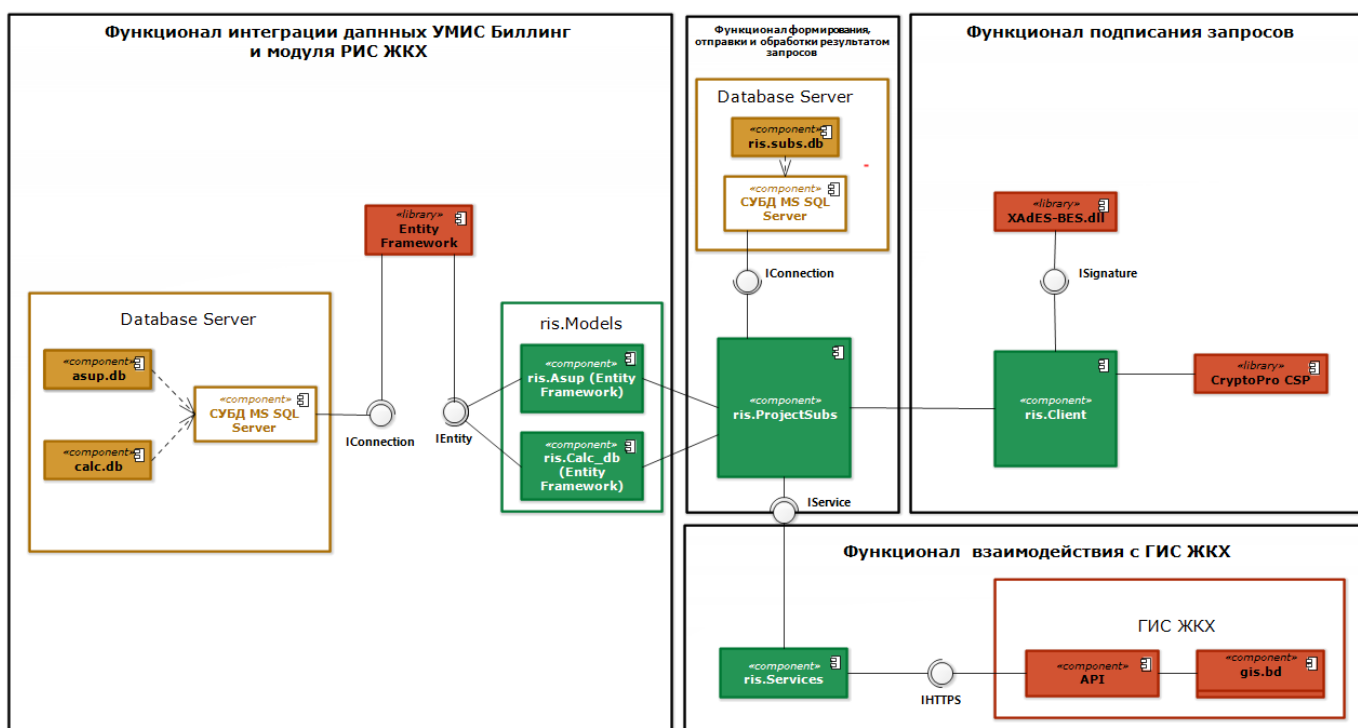 Функционал интеграции дапнных УМИС Биллинг
и модуля РИС ЖКХ
«library»
Entity
Framework
Database Server
«component»
asup.db
«component»
СУБД MS SQL
Server
«component»
calc.db
IConnection
IEntity
ris.Models
«component»
ris.Asup (Entity
Framework)
«component»
ris.Calc_db
(Entity
Framework)
Функционал формирования,
отправки и обработки результатом
запросов
Database Server
«component»
ris.subs.db
«component»
СУБД MS SQL
Server
IConnection
«component»
ris.ProjectSubs
IService
Функционал подписания запросов
«library»
XAdES-BES.dll
ISignature
«component»
ris.Client
«library»
CryptoPro CSP
Функционал взаимодействия с ГИС ЖКХ
«component»
ris.Services
IHTTPS
ГИС ЖКХ
«component»
API
«component»
gis.bd